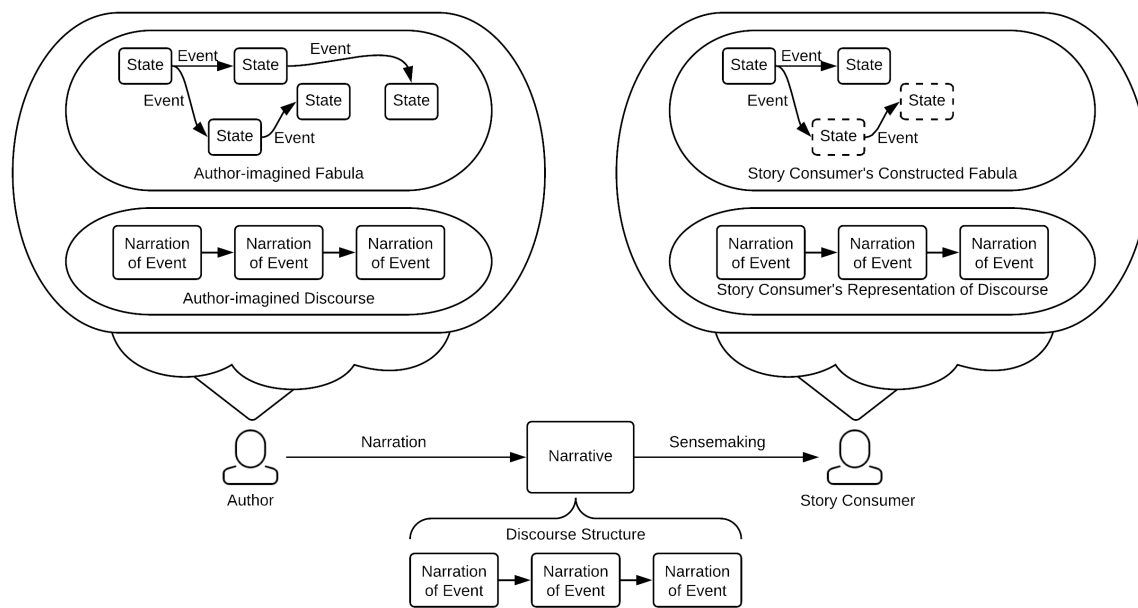 State
Event
State
Event
State
Event
State
Event
State
Author-imagined Fabula
Narration
of Event
Narration
of Event
Narration
of Event
Author-imagined Discourse
State
Event
State
Event
State
Event
State
Story Consumer's Constructed Fabula
Narration
of Event
Narration
of Event
Narration
of Event
Story Consumer's Representation of Discourse
Author
Narration
Narrative
Sensemaking
Story Consumer
Discourse Structure
Narration
of Event
Narration
of Event
Narration
of Event